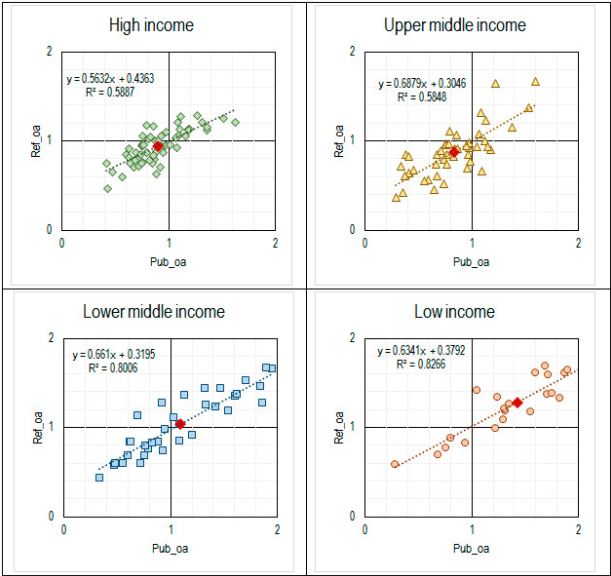 High income
2
y = 0.5632x + 0.4363
R² = 0.5887
Ref_oa
1
0
0
1
2
Pub_oa
Upper middle income
2
y = 0.6879x + 0.3046
R² = 0.5848
Ref_oa
1
0
0
1
2
Pub_oa
Lower middle income
2
y = 0.661x + 0.3195
R² = 0.8006
Ref_oa
1
0
0
1
2
Pub_oa
Low income
2
y = 0.6341x + 0.3792
R² = 0.8266
Ref_oa
1
0
0
1
2
Pub_oa